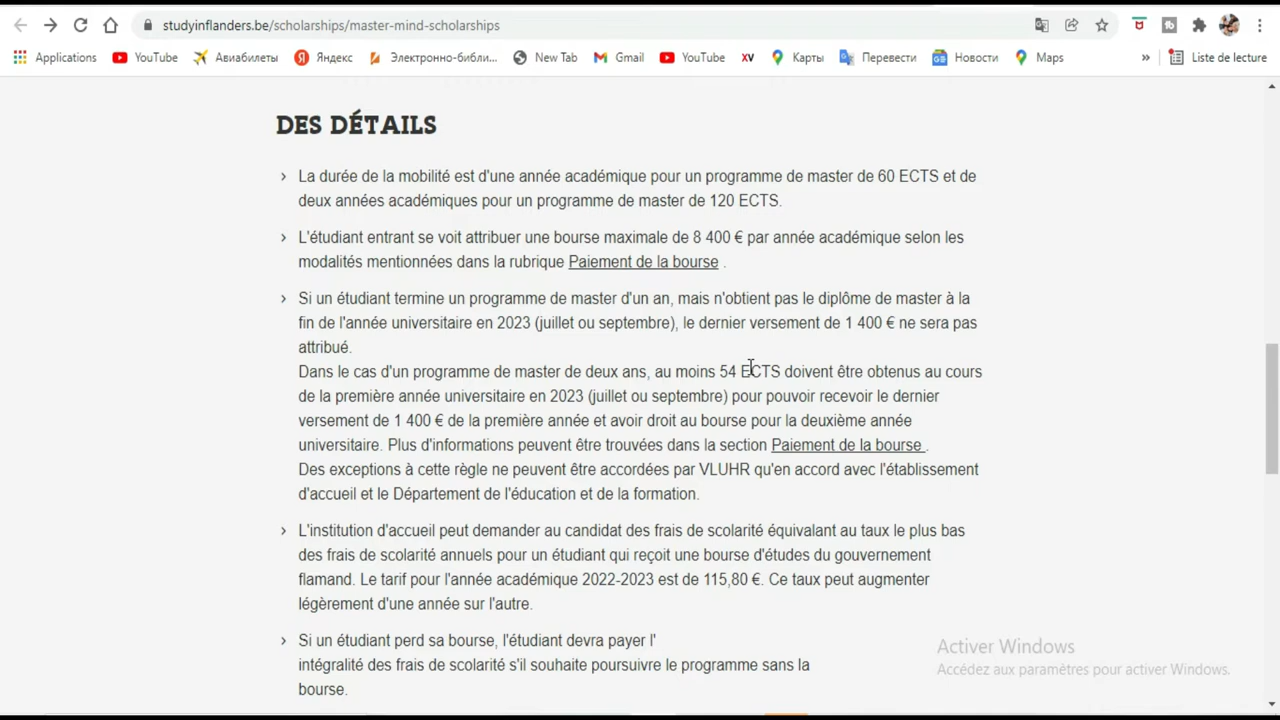 studyinflanders.be/scholarships/master-mind-scholarships
Applications YouTube Авиабилеты Яндекс Электронно-библи... New Tab Gmail YouTube XV Карты Перевести Новости Maps » Liste de lecture
DES DÉTAILS
La durée de la mobilité est d'une année académique pour un programme de master de 60 ECTS et de
deux années académiques pour un programme de master de 120 ECTS.
L'étudiant entrant se voit attribuer une bourse maximale de 8 400 € par année académique selon les
modalités mentionnées dans la rubrique Paiement de la bourse .
Si un étudiant termine un programme de master d'un an, mais n'obtient pas le diplôme de master à la
fin de l'année universitaire en 2023 (juillet ou septembre), le dernier versement de 1 400 € ne sera pas
attribué.
Dans le cas d'un programme de master de deux ans, au moins 54 ECTS doivent être obtenus au cours
de la première année universitaire en 2023 (juillet ou septembre) pour pouvoir recevoir le dernier
versement de 1 400 € de la première année et avoir droit au bourse pour la deuxième année
universitaire. Plus d'informations peuvent être trouvées dans la section Paiement de la bourse .
Des exceptions à cette règle ne peuvent être accordées par VLUHR qu'en accord avec l'établissement
d'accueil et le Département de l'éducation et de la formation.
L'institution d'accueil peut demander au candidat des frais de scolarité équivalant au taux le plus bas
des frais de scolarité annuels pour un étudiant qui reçoit une bourse d'études du gouvernement
flamand. Le tarif pour l'année académique 2022-2023 est de 115,80 €. Ce taux peut augmenter
légèrement d'une année sur l'autre.
Si un étudiant perd sa bourse, l'étudiant devra payer l'
intégralité des frais de scolarité s'il souhaite poursuivre le programme sans la
bourse.
Activer Windows
Accédez aux paramètres pour activer Windows.